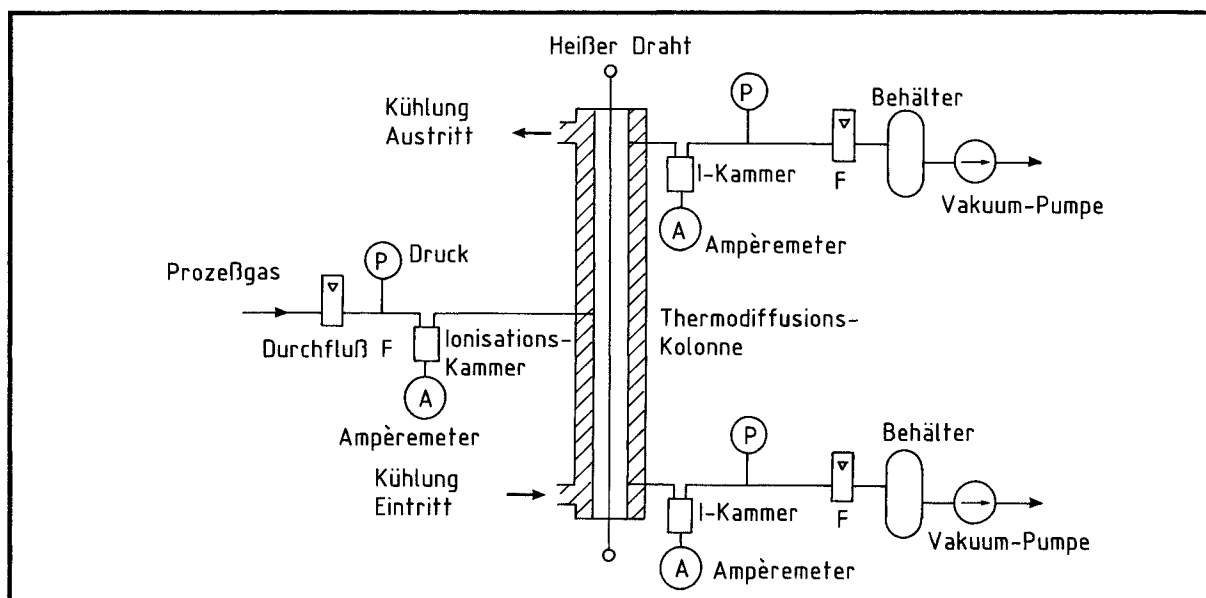 Heißer Draht
Kühlung
Austritt
P
Behälter
I-Kammer
F
Vakuum-Pumpe
A
Ampèremeter
Prozeßgas
P
Druck
Durchfluß F
Ionisations-
Kammer
A
Ampèremeter
Thermodiffusions-
Kolonne
Kühlung
Eintritt
P
Behälter
I-Kammer
F
Vakuum-Pumpe
A
Ampèremeter